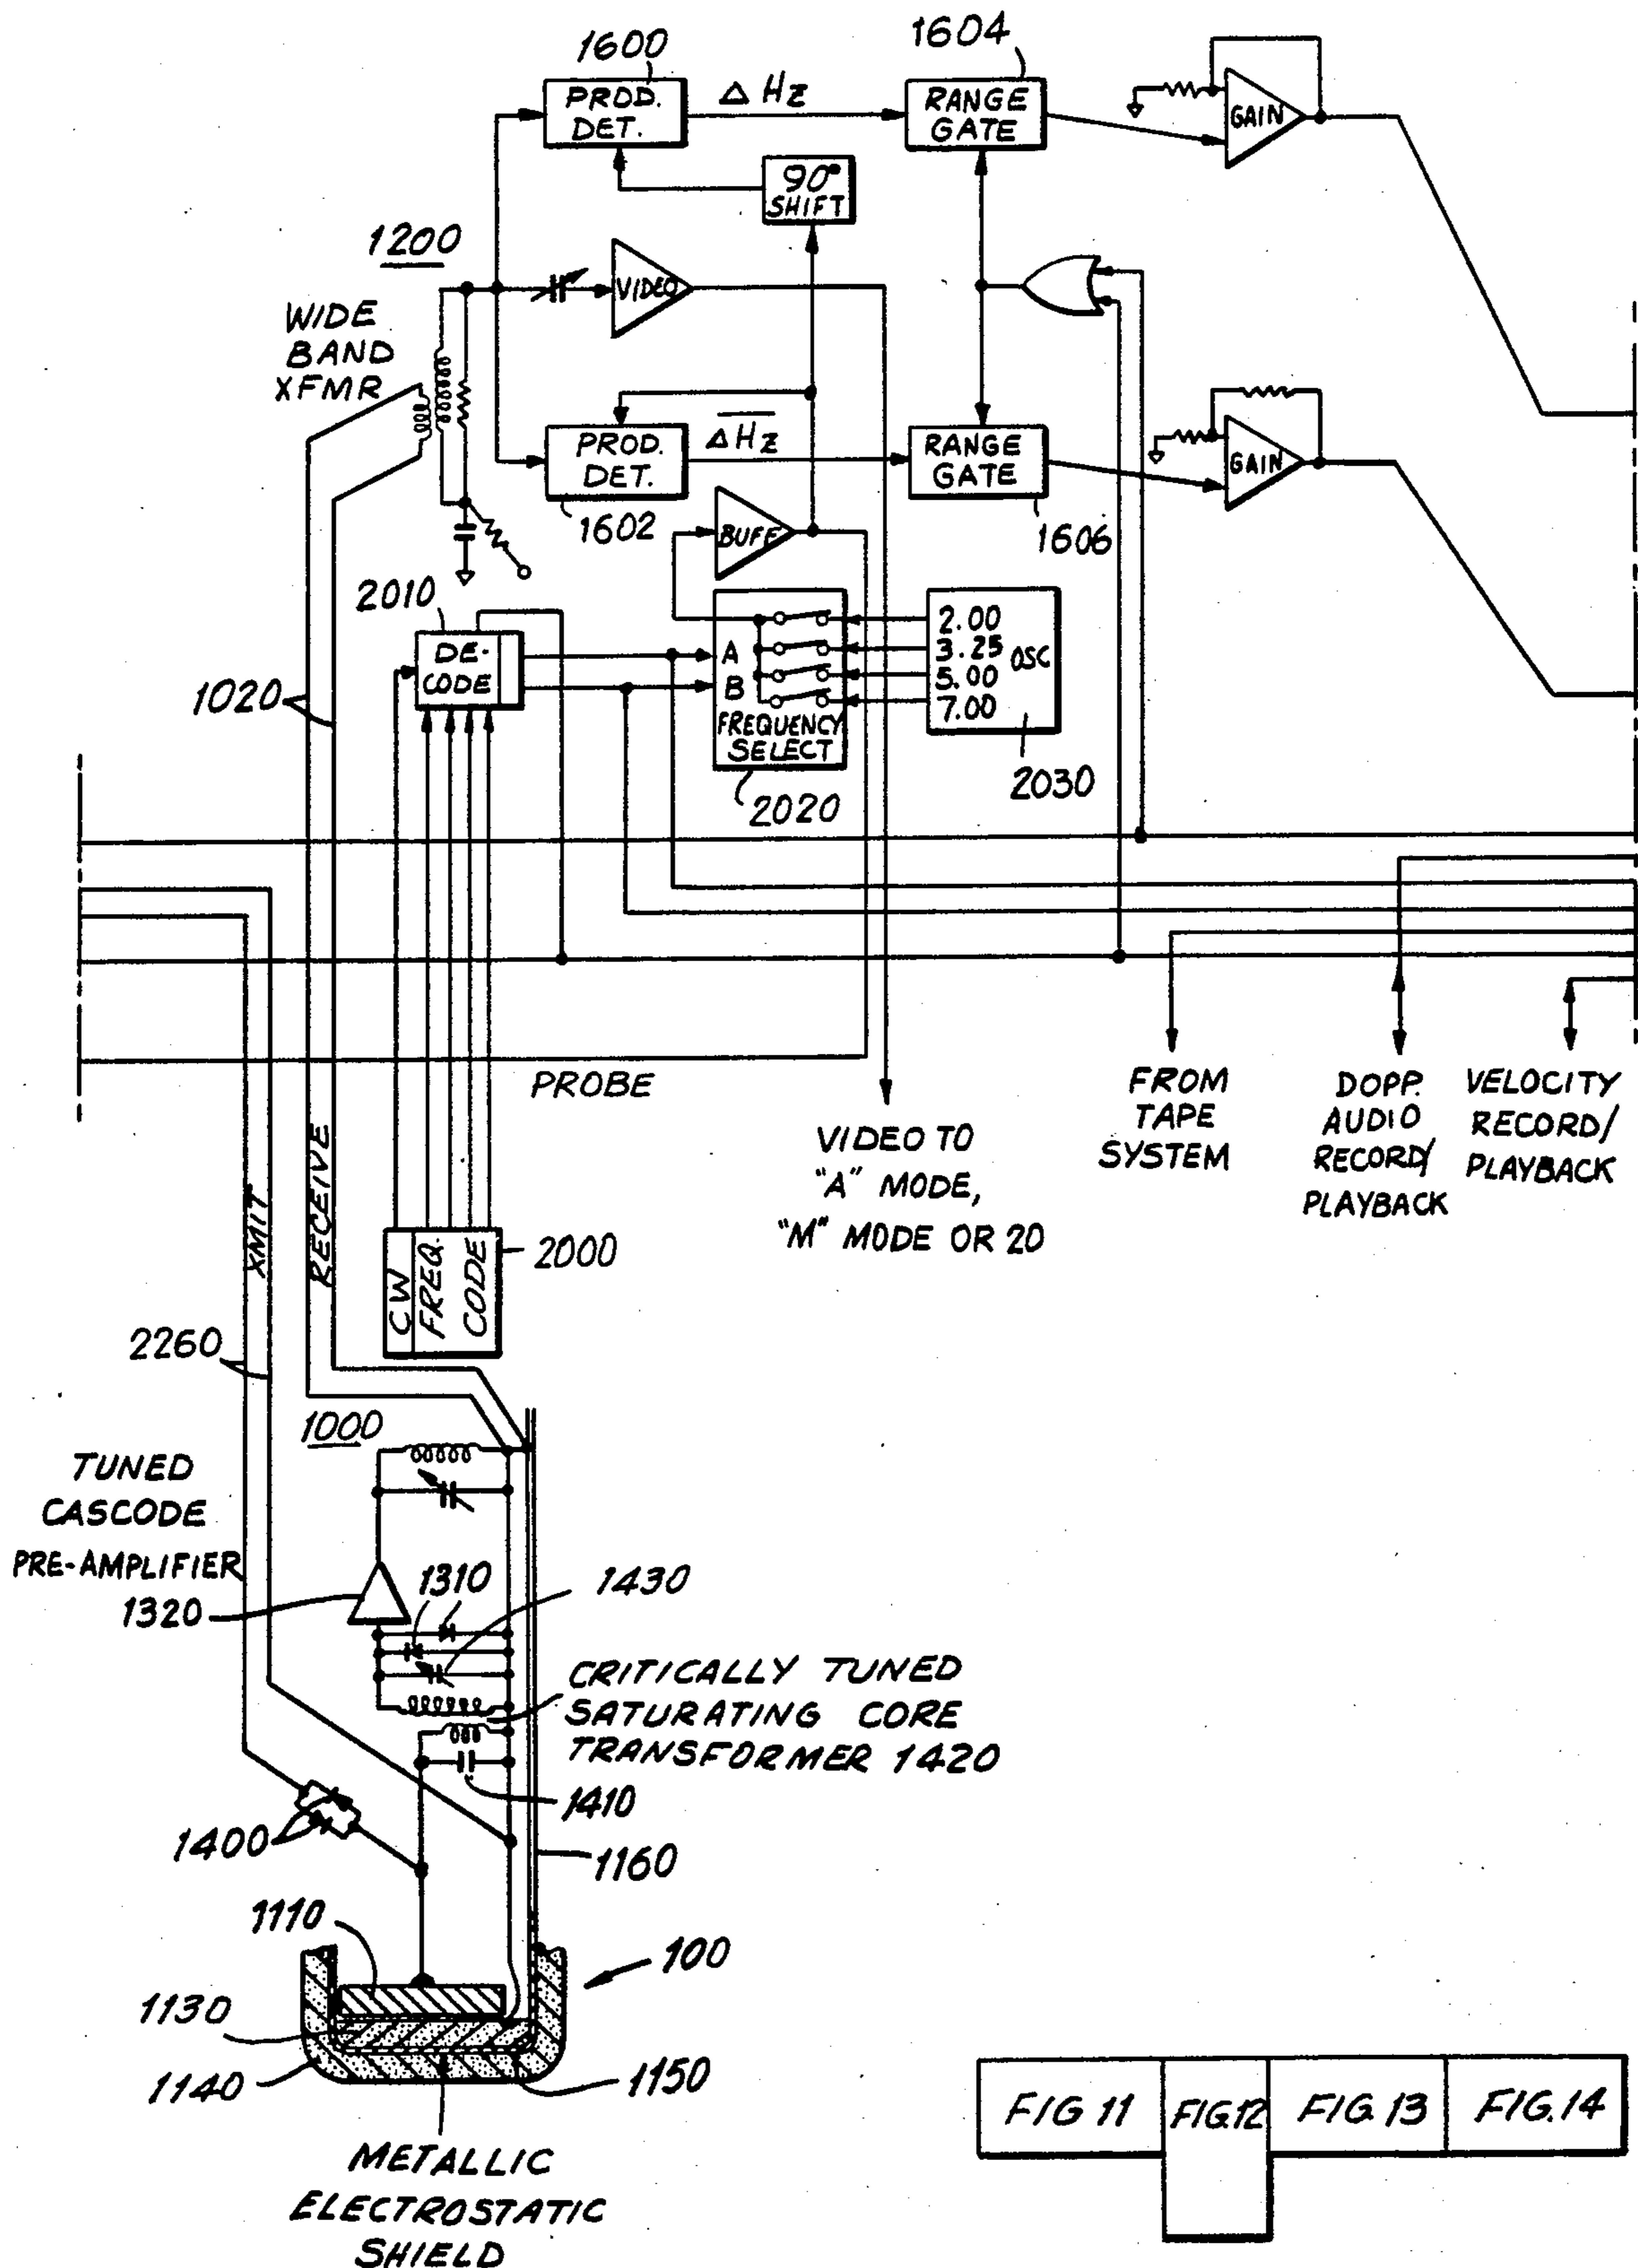 1600
1604
PROD.
DET.
Δ Hz
RANGE
GATE
GAIN
90°
SHIFT
1200
VIDEO
WIDE
BAND
XFMR
PROD.
DET.
Δ Hz
RANGE
GATE
GAIN
1602
BUFF
1606
2010
DE-
CODE
A
B
FREQUENCY
SELECT
2.00
3.25
5.00
7.00
OSC
1020
2020
2030
PROBE
FROM
TAPE
SYSTEM
DOPP.
AUDIO
RECORD/
PLAYBACK
VELOCITY
RECORD/
PLAYBACK
VIDEO TO
"A" MODE,
"M" MODE OR 20
XMIT
RECEIVE
CW
FREQ.
CODE
2000
2260
1000
TUNED
CASCODE
PRE-AMPLIFIER
1320
1310
1430
CRITICALLY TUNED
SATURATING CORE
TRANSFORMER 1420
1410
1400
1160
1110
100
1130
1140
1150
METALLIC
ELECTROSTATIC
SHIELD
FIG 11
FIG.12
FIG. 13
FIG. 14